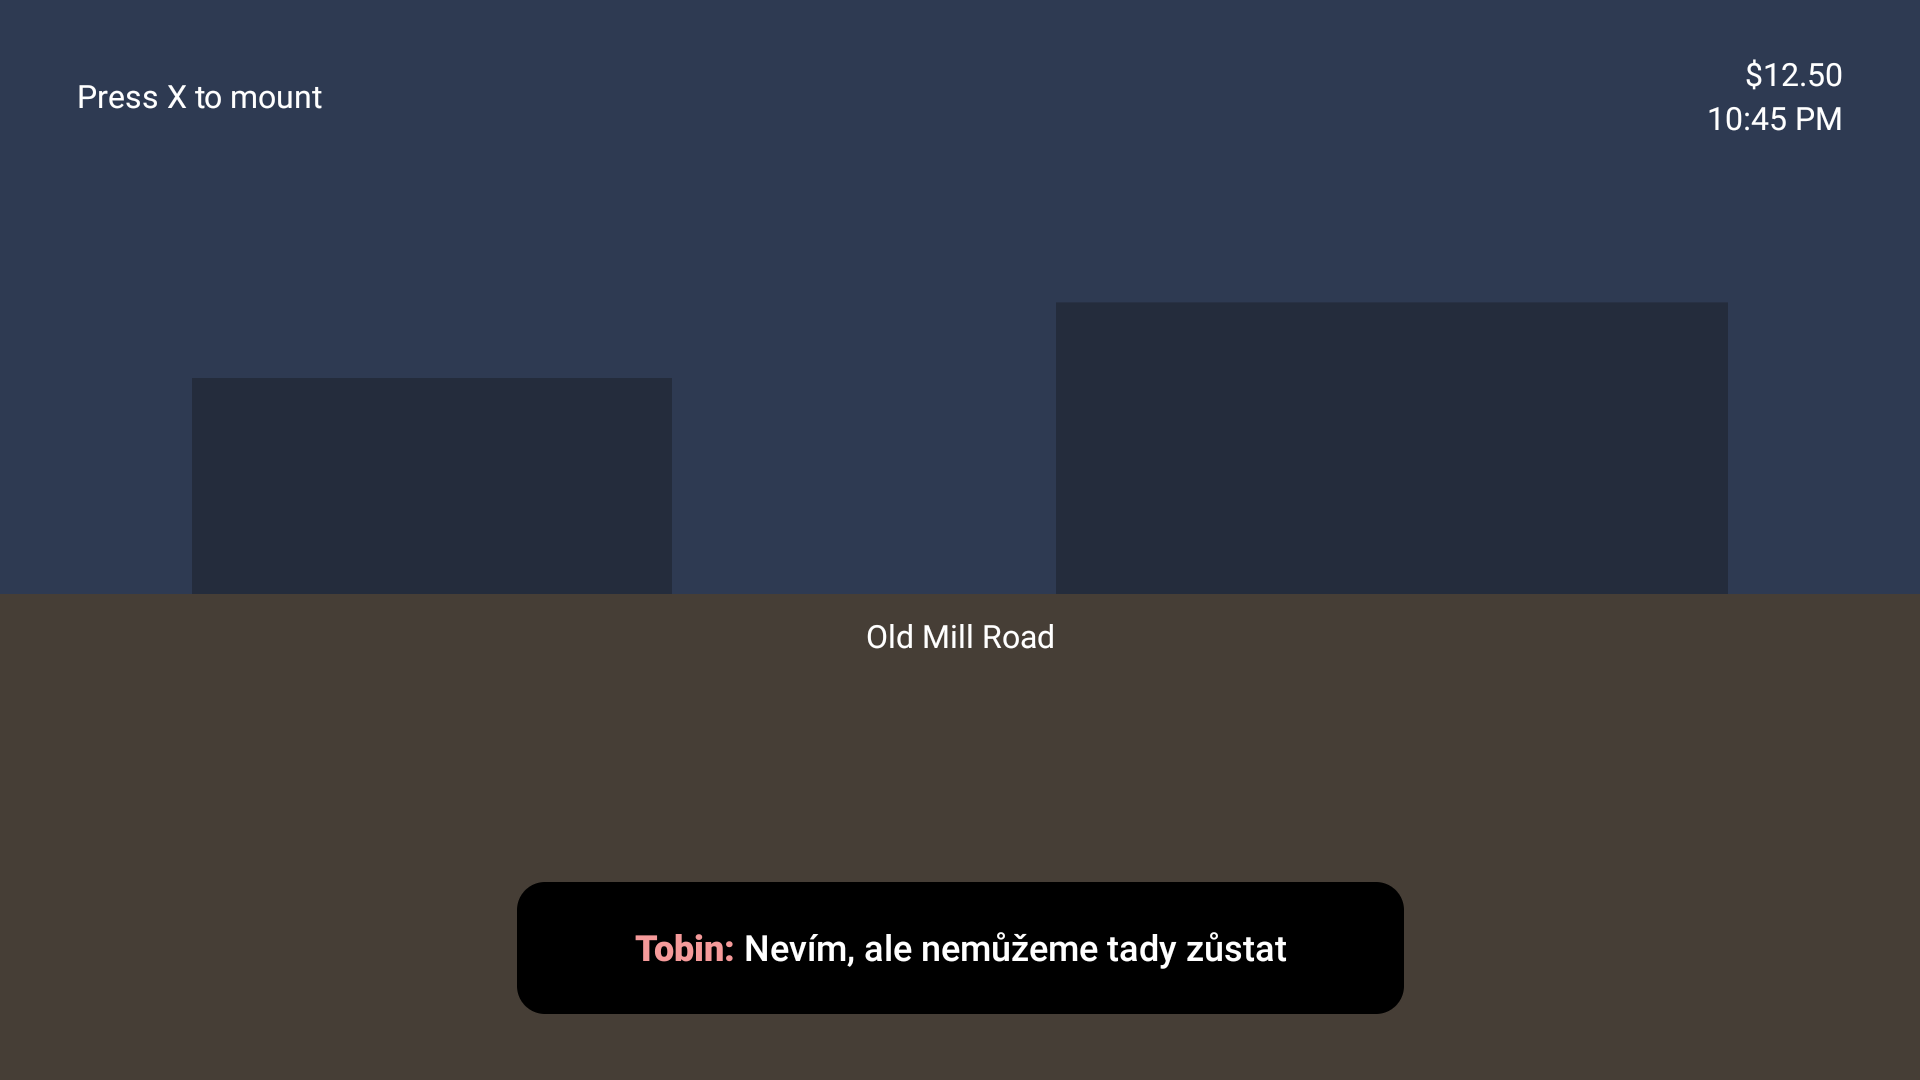 Press X to mount
$12.50
10:45 PM
Old Mill Road
Tobin: Nevím, ale nemůžeme tady zůstat